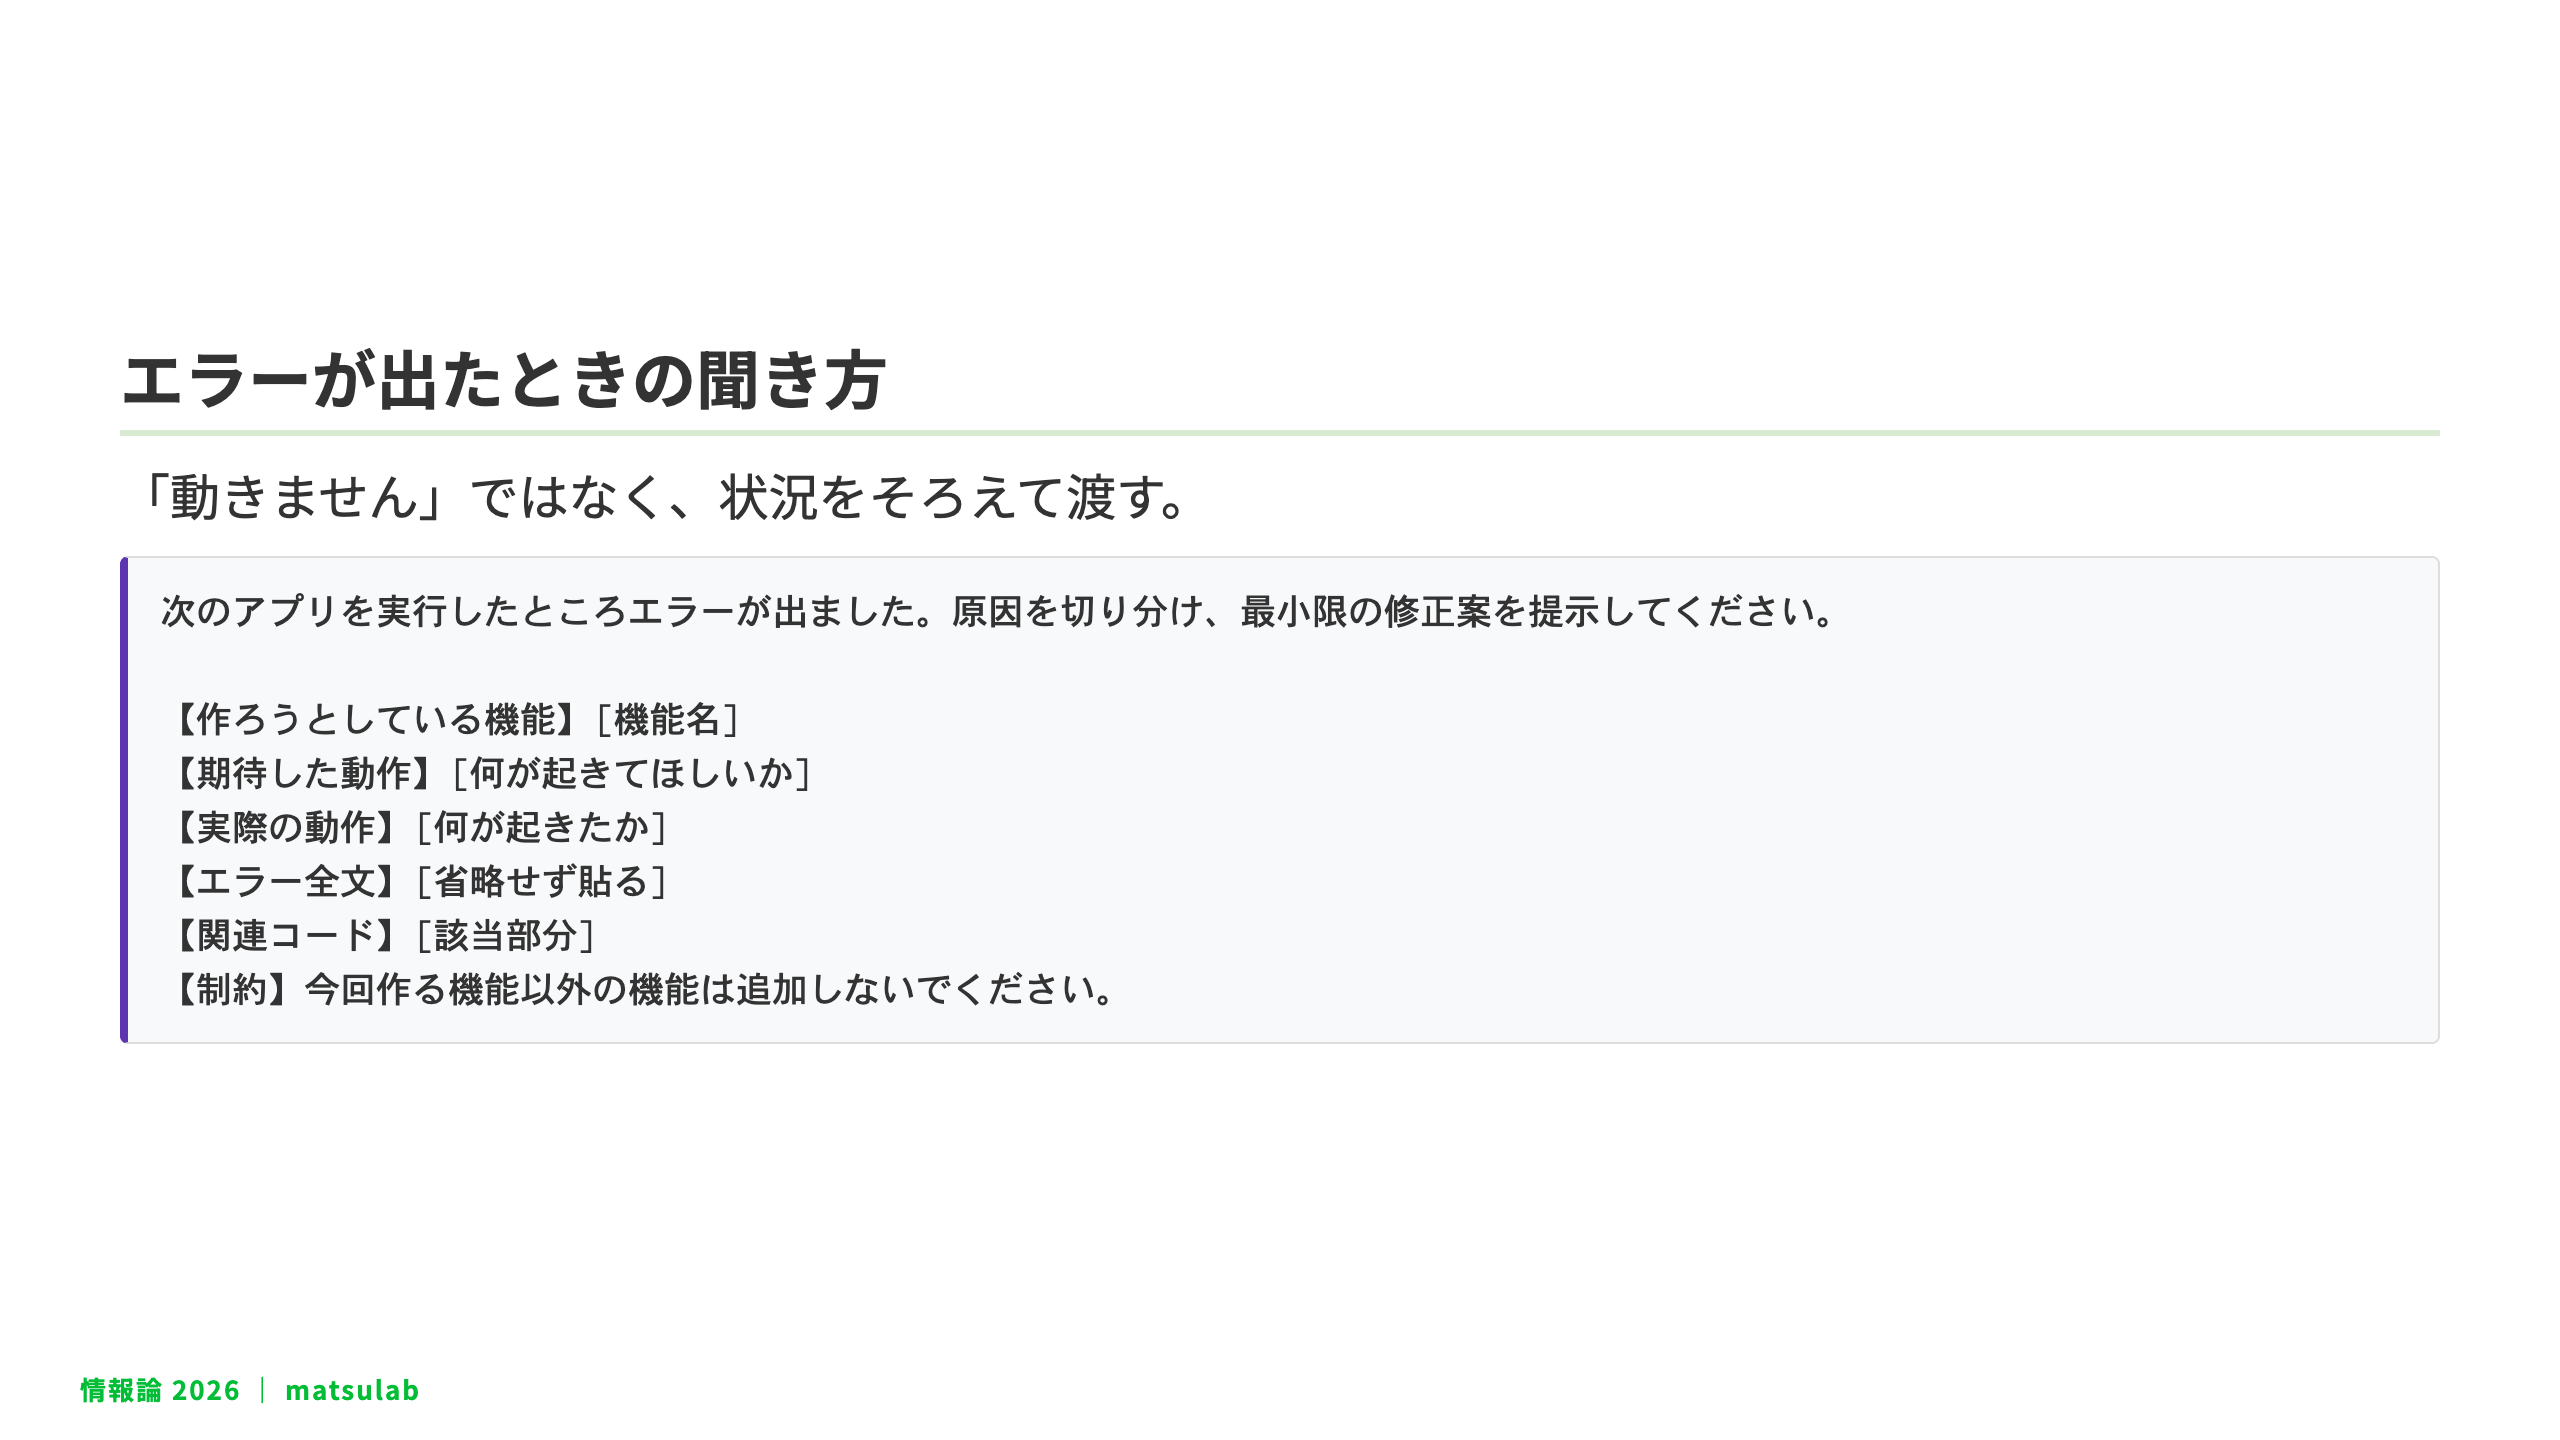 エラーが出たときの聞き方
「動きません」ではなく、状況をそろえて渡す。
次のアプリを実行したところエラーが出ました。原因を切り分け、最小限の修正案を提示してください。
【作ろうとしている機能】[機能名]
【期待した動作】[何が起きてほしいか]
【実際の動作】[何が起きたか]
【エラー全文】[省略せず貼る]
【関連コード】[該当部分]
【制約】今回作る機能以外の機能は追加しないでください。
情報論 2026 ｜ matsulab